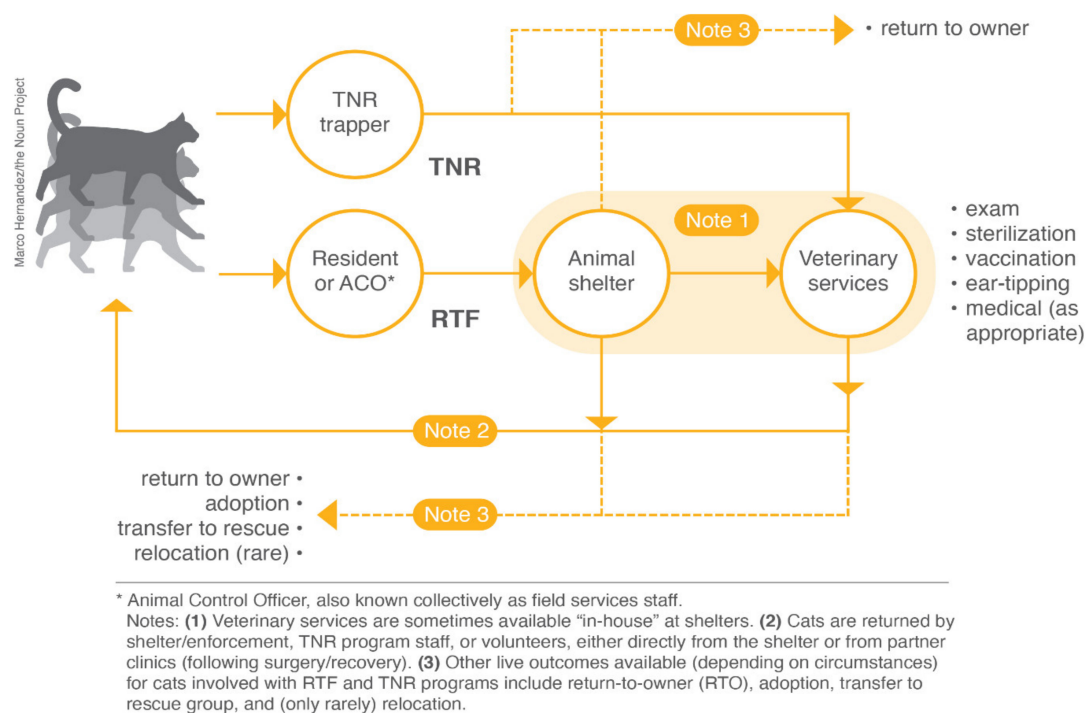 Note 3
• return to owner
Marco Hernandez/the Noun Project
TNR
trapper
TNR
Note 1
Resident
or ACO*
RTF
Animal
shelter
Veterinary
services
• exam
• sterilization
• vaccination
• ear-tipping
• medical (as
appropriate)
Note 2
return to owner •
adoption •
transfer to rescue •
relocation (rare) •
Note 3
* Animal Control Officer, also known collectively as field services staff.
Notes: (1) Veterinary services are sometimes available “in-house” at shelters. (2) Cats are returned by
shelter/enforcement, TNR program staff, or volunteers, either directly from the shelter or from partner
clinics (following surgery/recovery). (3) Other live outcomes available (depending on circumstances)
for cats involved with RTF and TNR programs include return-to-owner (RTO), adoption, transfer to
rescue group, and (only rarely) relocation.